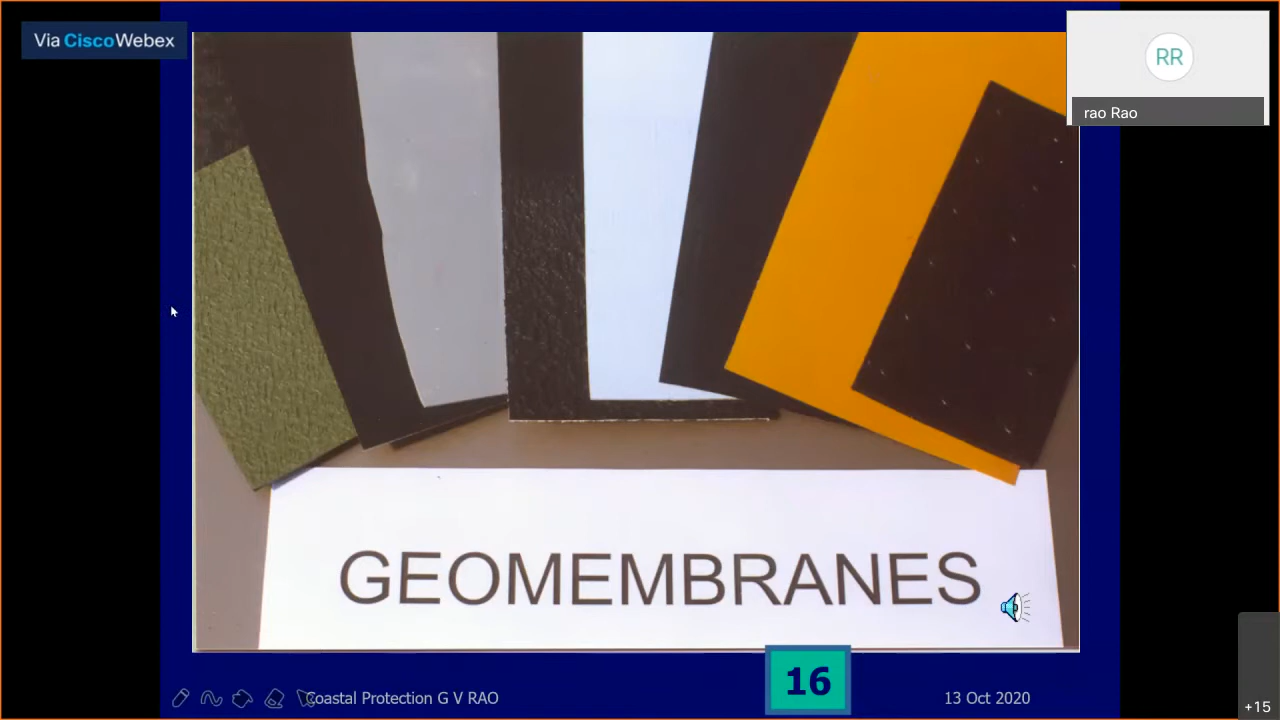 Via CiscoWebex
RR
rao Rao
GEOMEMBRANES
16
Coastal Protection G V RAO
13 Oct 2020
+15